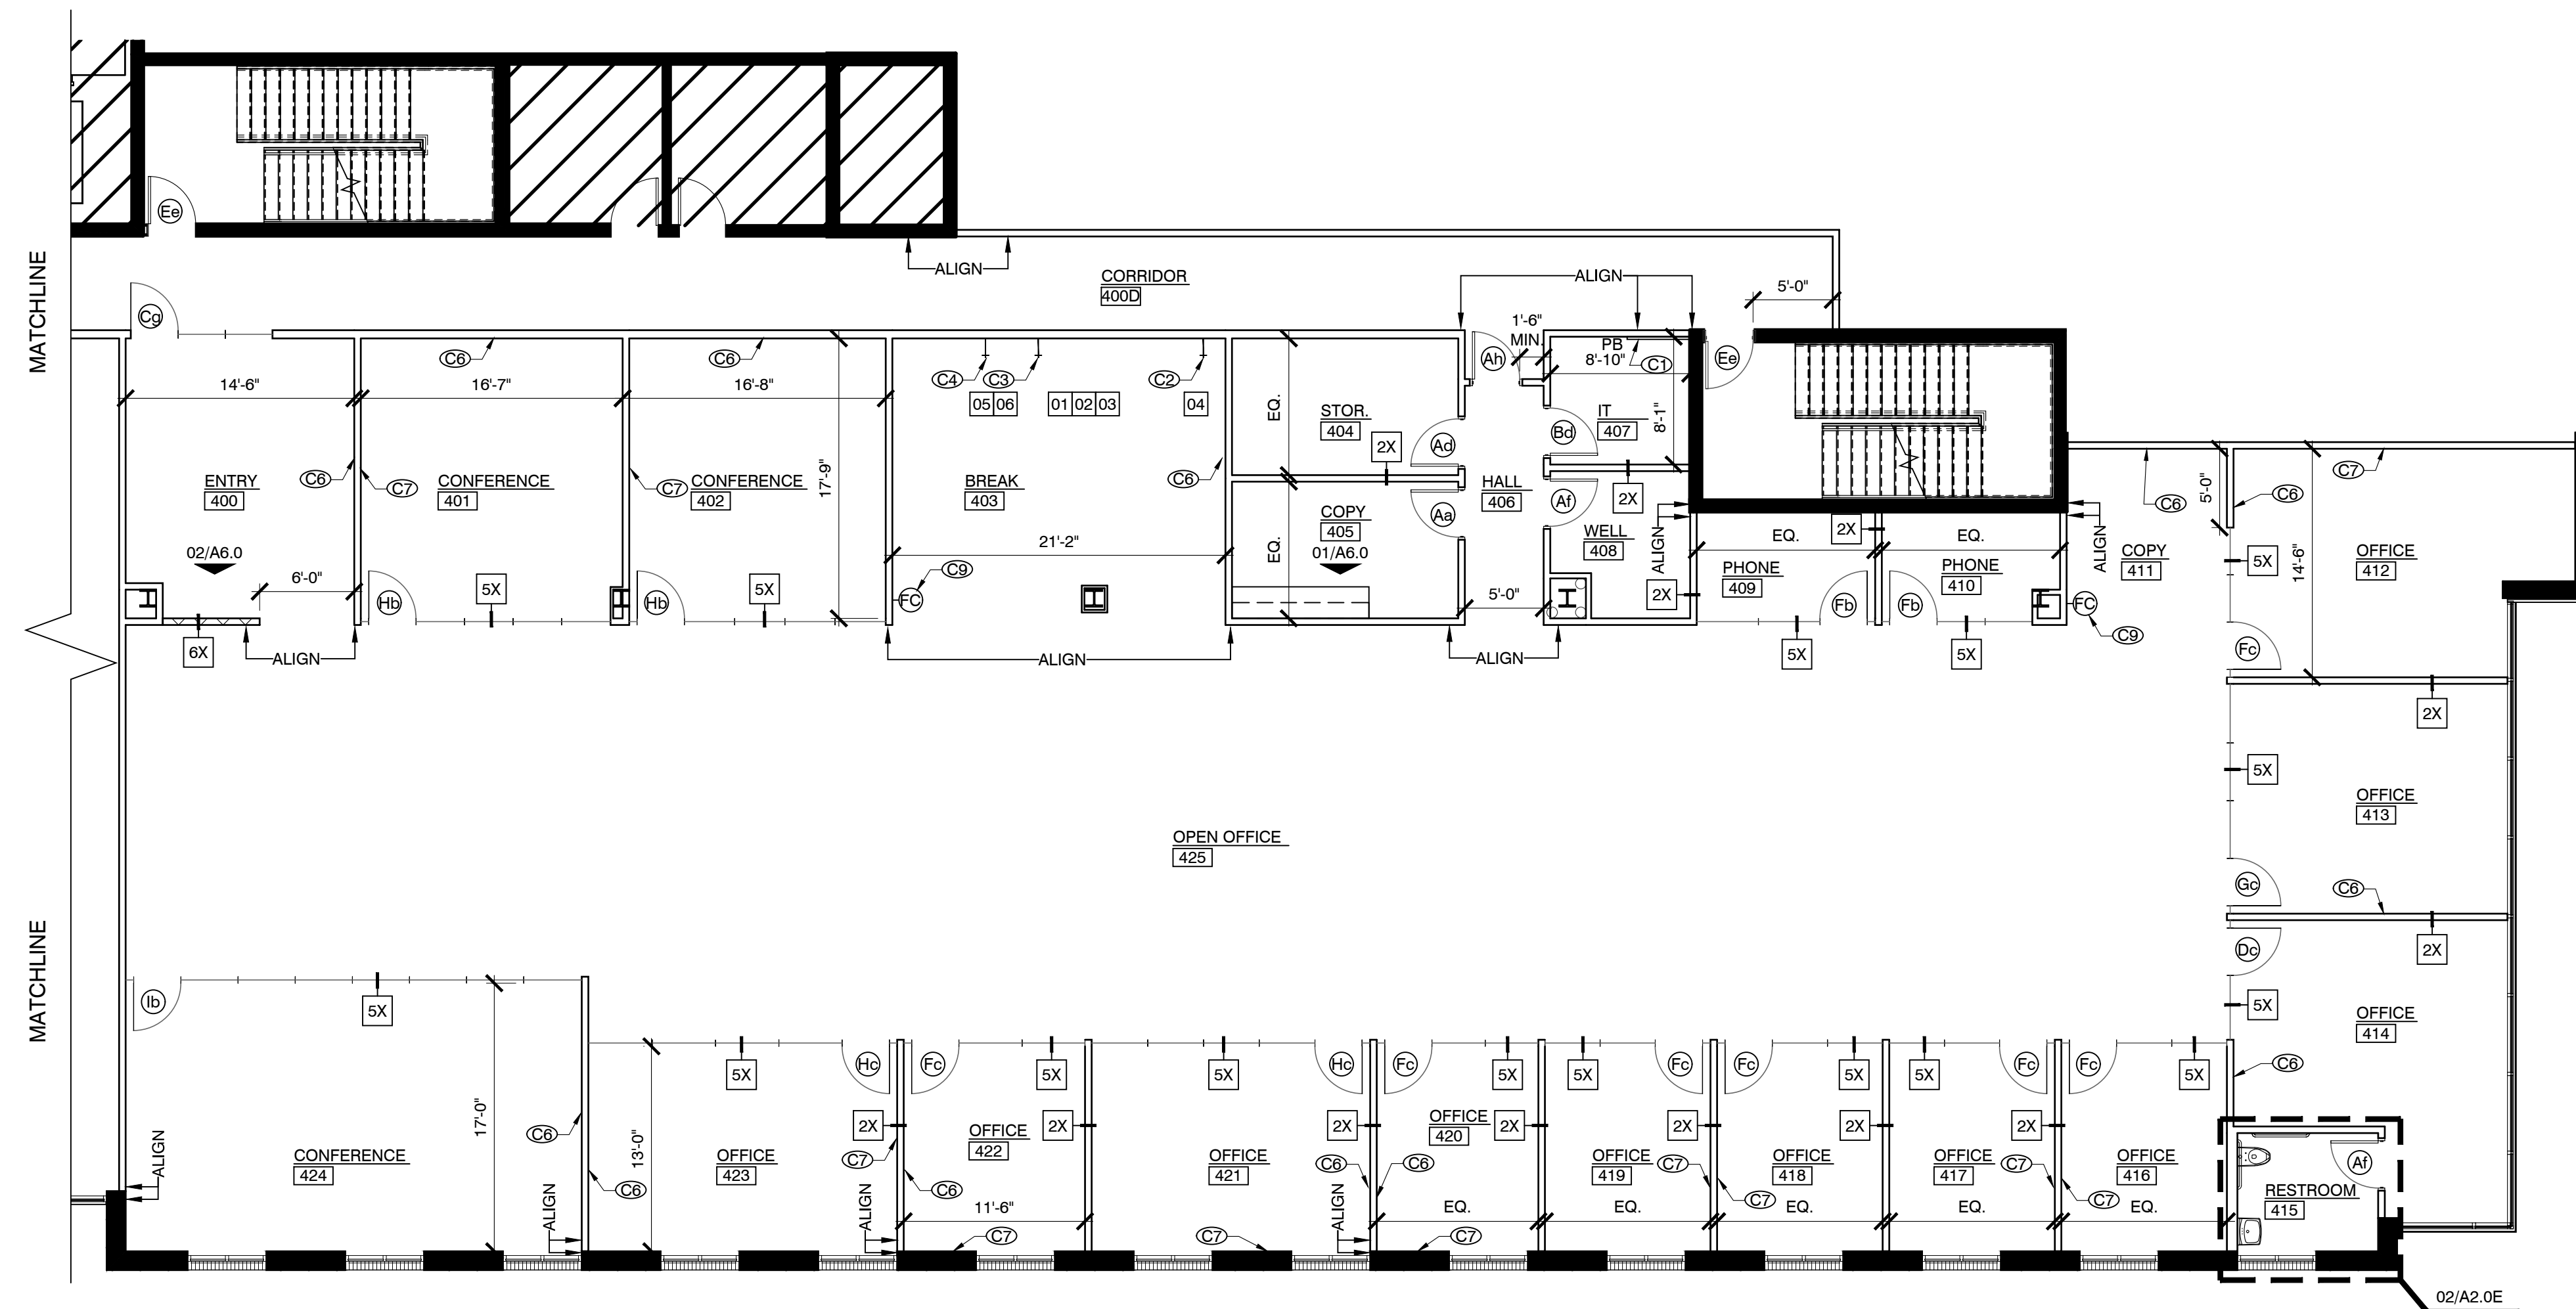 MATCHLINE
MATCHLINE
Ee
ALIGN
CORRIDOR
400D
ALIGN
5'-0"
Cg
1'-6"
MIN.
PB
8'-10"
C1
Ah
Ee
C6
C6
C4
C3
C2
14'-6"
16'-7"
16'-8"
05
06
01
02
03
04
EQ.
STOR.
404
2X
Ad
Bd
IT
407
8'-1"
17'-9"
C6
C7
C7
C6
ENTRY
400
CONFERENCE
401
CONFERENCE
402
BREAK
403
HALL
406
2X
C7
C6
C6
5'-0"
02/A6.0
6'-0"
21'-2"
COPY
405
01/A6.0
EQ.
Aa
Af
WELL
408
ALIGN
EQ.
2X
EQ.
ALIGN
COPY
411
5X
14'-6"
OFFICE
412
Hb
5X
Hb
5X
FC
C9
5'-0"
2X
PHONE
409
PHONE
410
Fb
Fb
FC
C9
Fc
6X
ALIGN
ALIGN
ALIGN
5X
5X
2X
5X
OFFICE
413
OPEN OFFICE
425
Gc
C6
Dc
2X
5X
OFFICE
414
C6
Ib
5X
17'-0"
C6
13'-0"
5X
Hc
Fc
5X
5X
Hc
Fc
5X
5X
Fc
Fc
5X
5X
Fc
Fc
5X
2X
2X
2X
2X
2X
2X
2X
ALIGN
CONFERENCE
424
C6
ALIGN
OFFICE
423
C7
C6
ALIGN
OFFICE
422
11'-6"
C7
OFFICE
421
C7
C6
ALIGN
C6
OFFICE
420
EQ.
C7
OFFICE
419
C7
EQ.
OFFICE
418
C7
EQ.
OFFICE
417
C7
EQ.
OFFICE
416
C7
EQ.
Af
RESTROOM
415
02/A2.0E